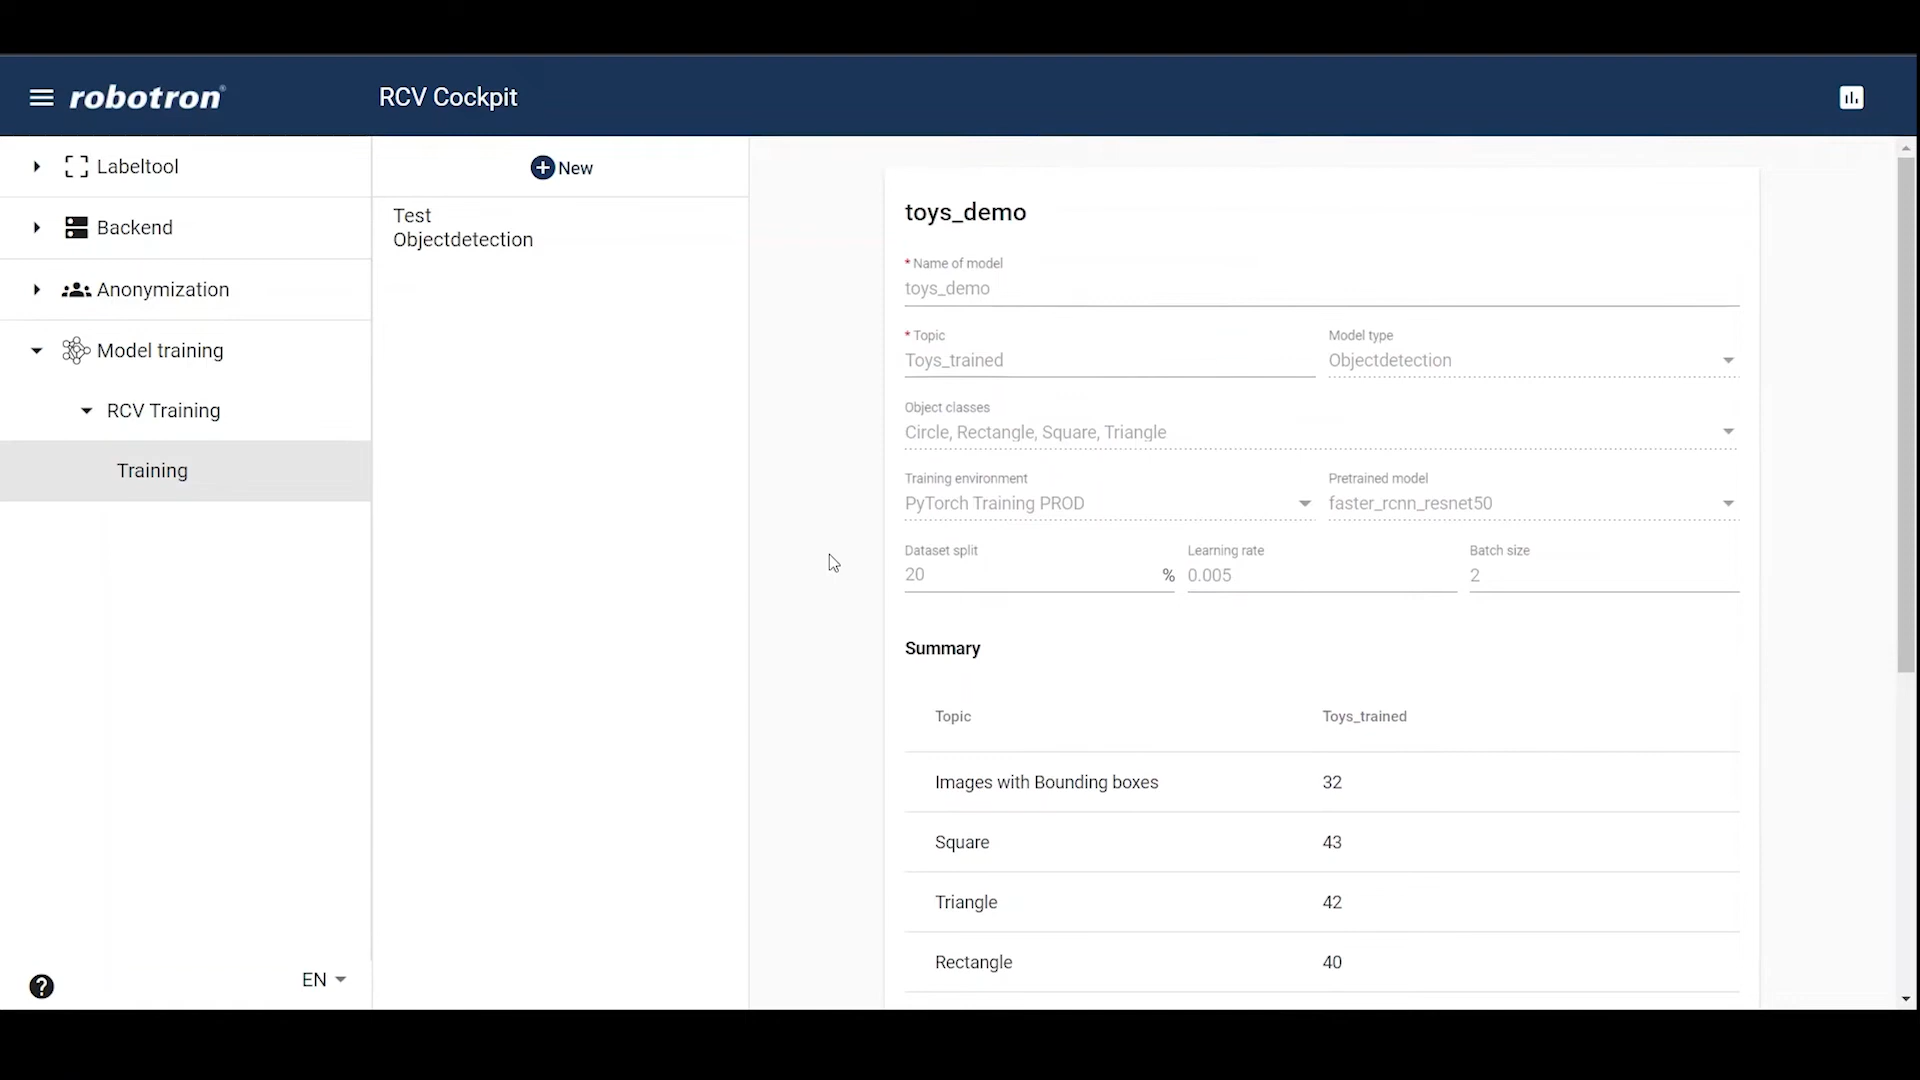 robotron®
RCV Cockpit
Labeltool
Backend
Anonymization
Model training
RCV Training
Training
EN
New
Test
Objectdetection
toys_demo
* Name of model
toys_demo
* Topic
Toys_trained
Model type
Objectdetection
Object classes
Circle, Rectangle, Square, Triangle
Training environment
PyTorch Training PROD
Pretrained model
faster_rcnn_resnet50
Dataset split
20 %
Learning rate
0.005
Batch size
2
Summary
Topic Toys_trained
Images with Bounding boxes 32
Square 43
Triangle 42
Rectangle 40